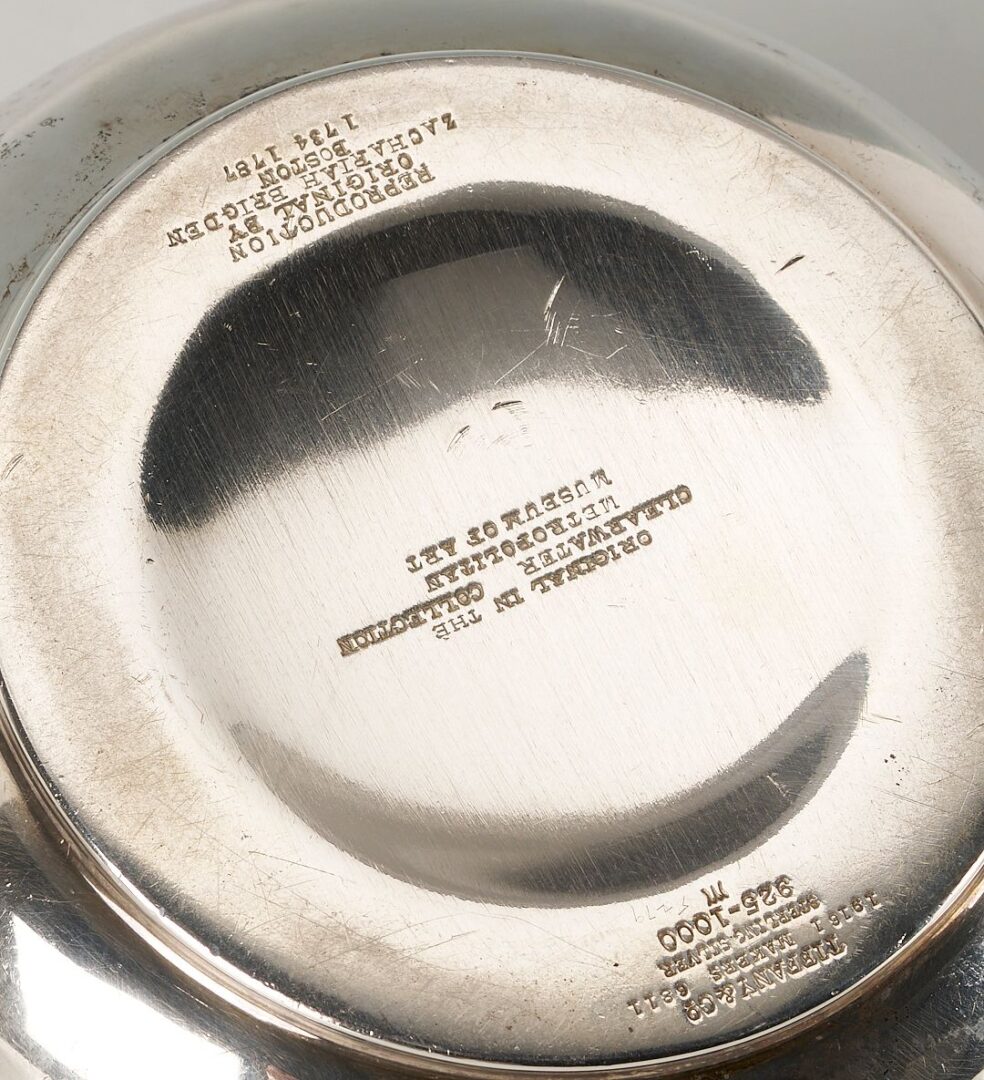 TIFFANY & Co
19161 MAKERS 6811
STERLING-SILVER
925-1000
M
ORIGINAL IN THE
CLEARWATER COLLECTION
METROPOLITAN
MUSEUM OF ART
REPRODUCTION
ORIGINAL BY
ZACHARIAH BRIGDEN
BOSTON
1734 1787